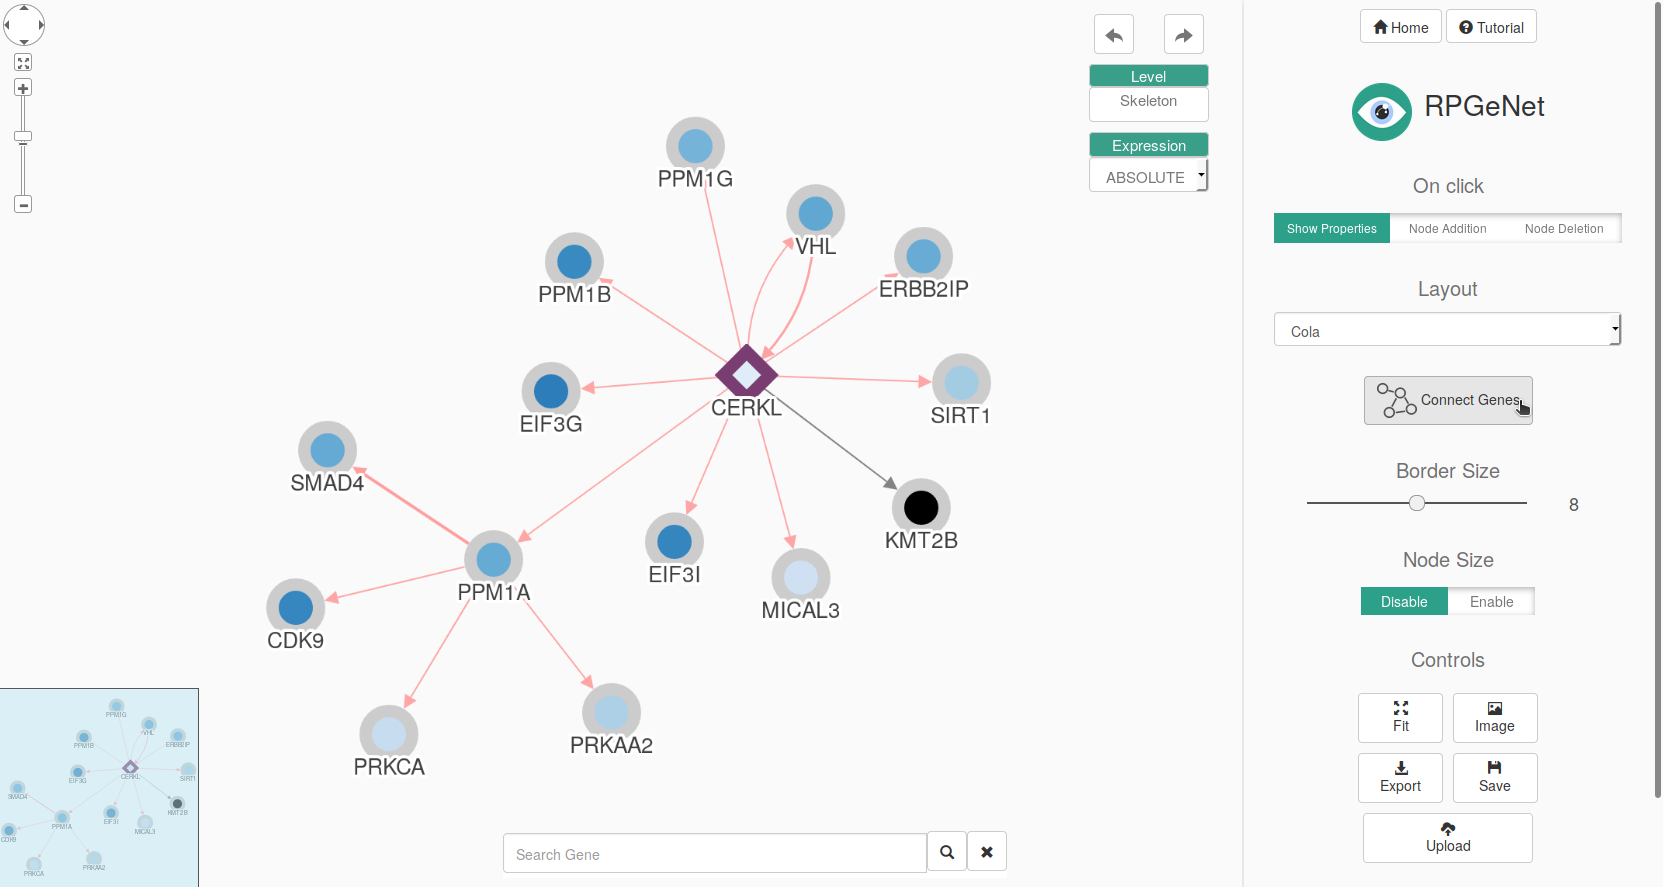 Home
Tutorial
Level
Skeleton
Expression
ABSOLUTE
RPGeNet
On click
Show Properties
Node Addition
Node Deletion
Layout
Cola
Connect Genes
Border Size
8
Node Size
Disable
Enable
Controls
Fit
Image
Export
Save
Upload
PPM1G
VHL
PPM1B
ERBB2IP
EIF3G
CERKL
SIRT1
SMAD4
KMT2B
EIF3I
PPM1A
MICAL3
CDK9
PRKAA2
PRKCA
Search Gene
PPM1G
VHL
PPM1B
ERBB2IP
EIF3G
CERKL
SIRT1
SMAD4
KMT2B
EIF3I
PPM1A
MICAL3
CDK9
PRKAA2
PRKCA